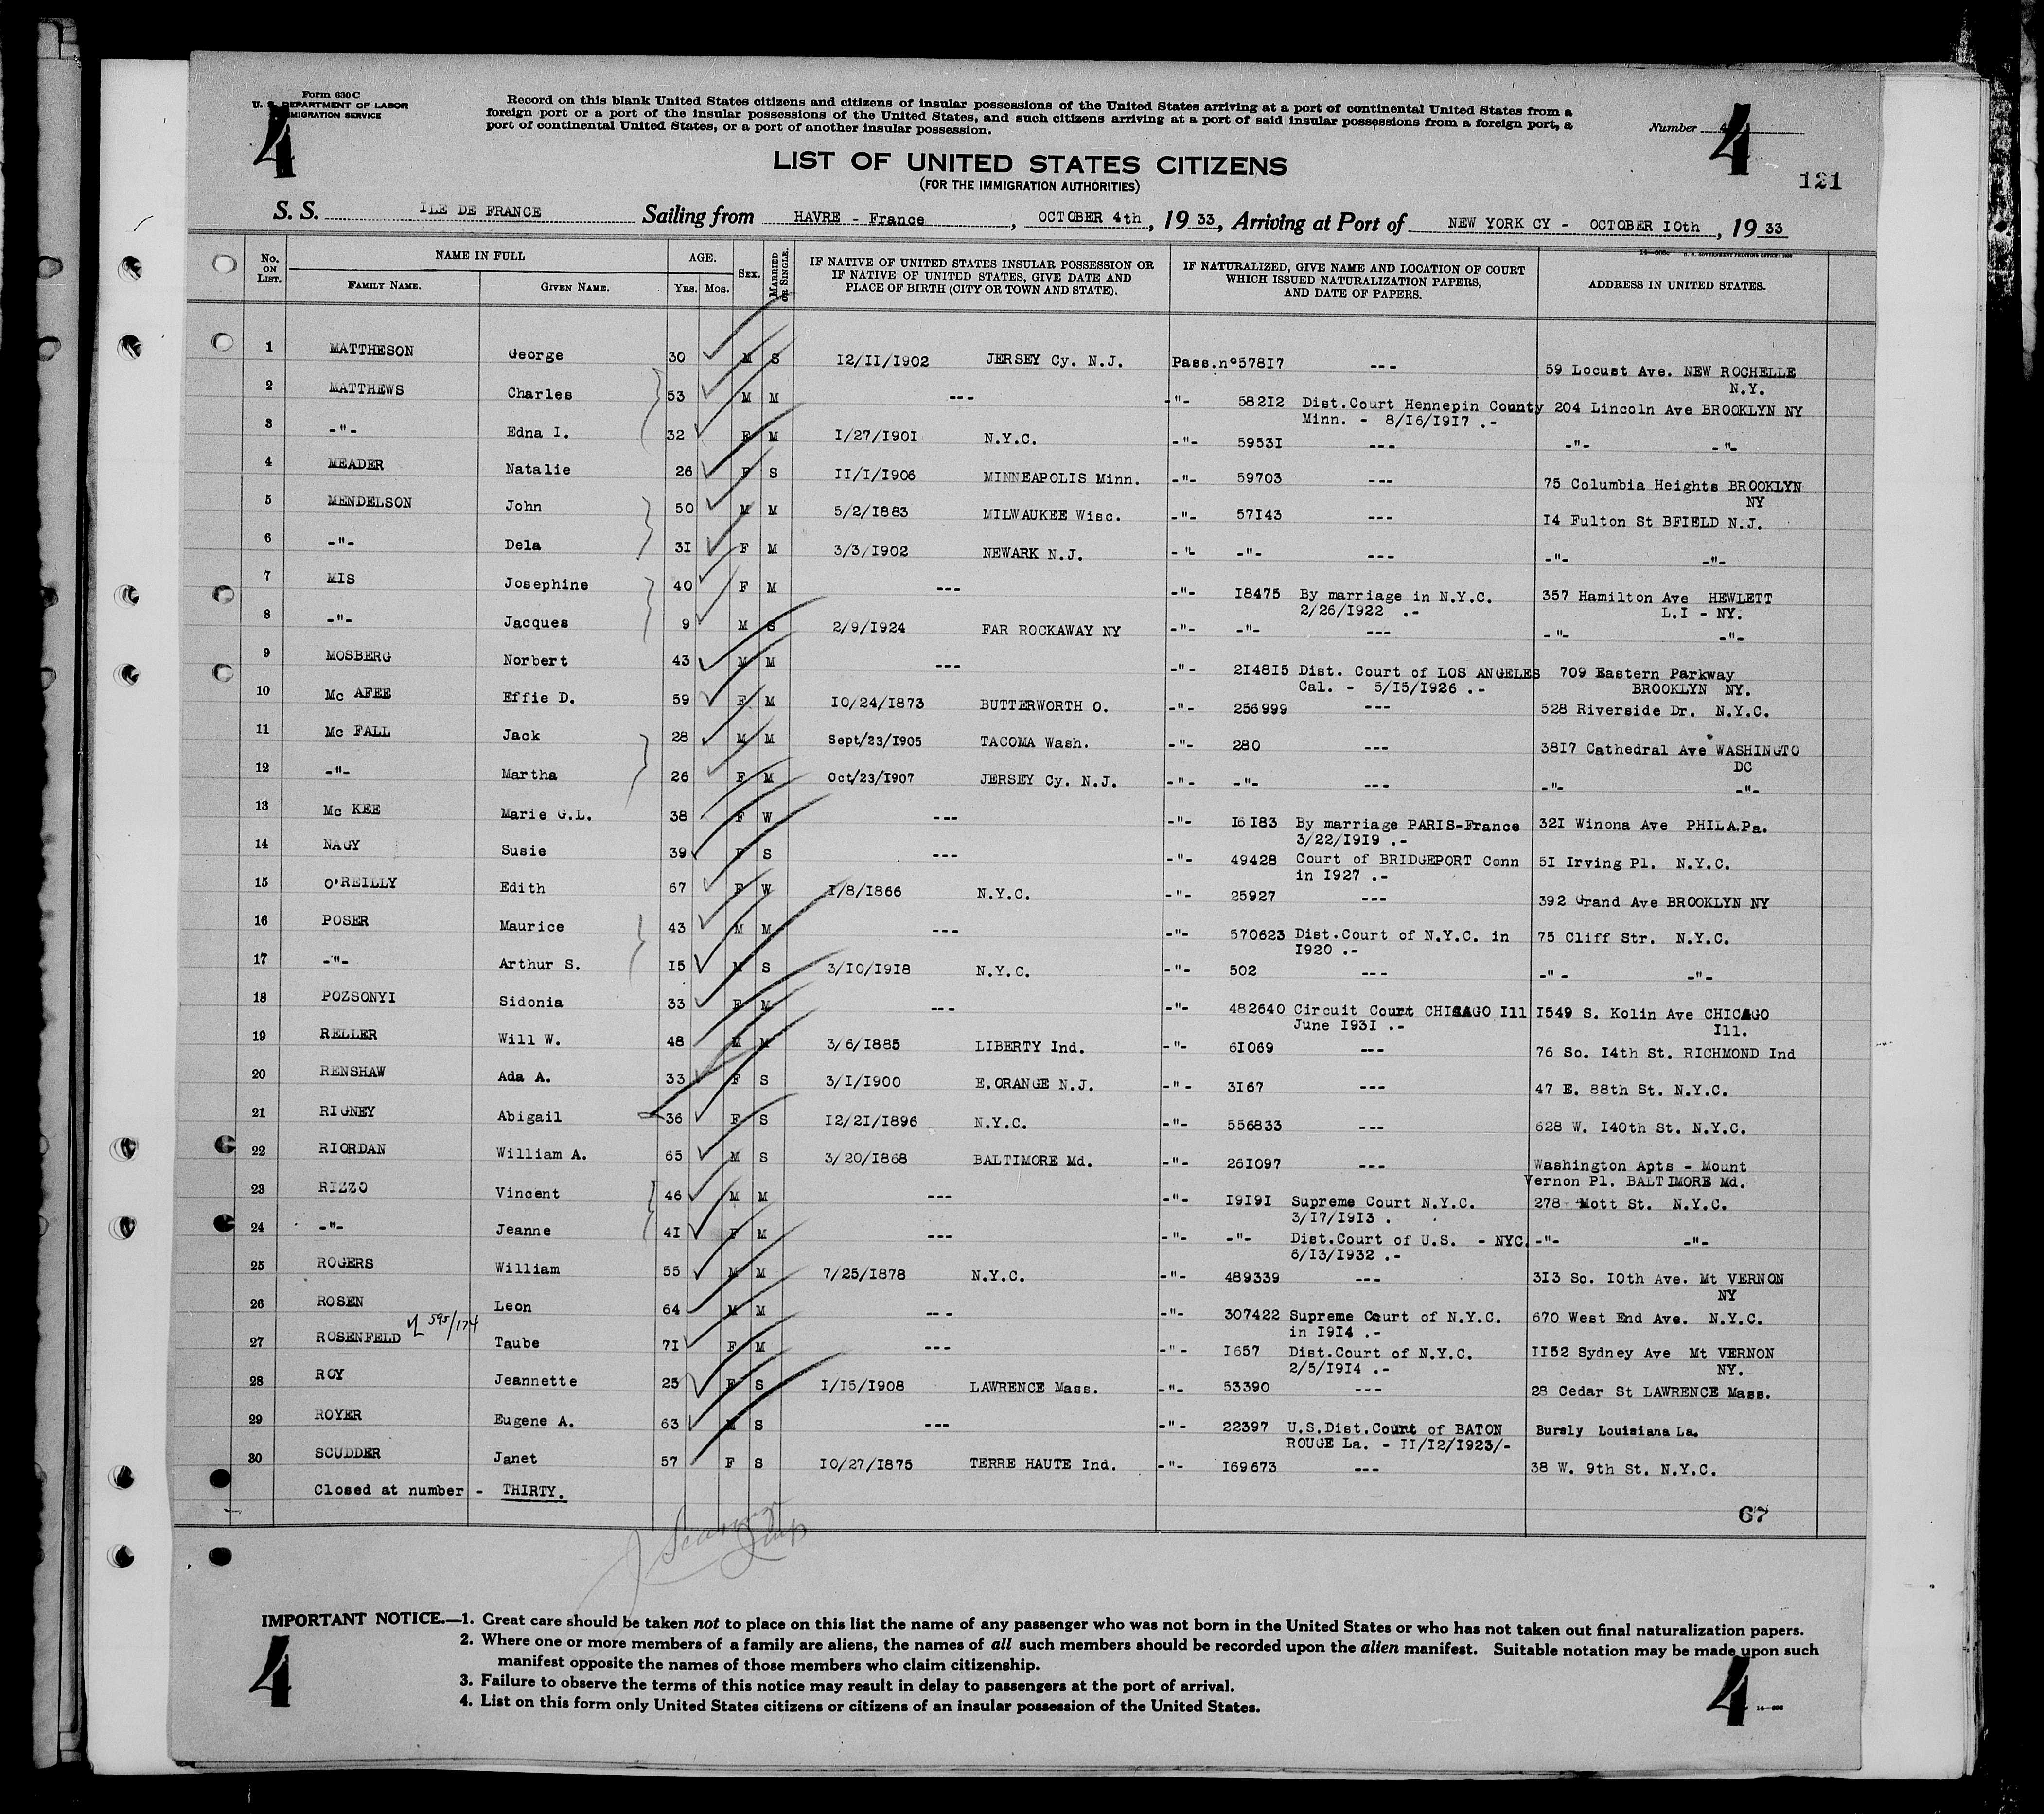 Form 630 C
U. S. DEPARTMENT OF LABOR
IMMIGRATION SERVICE
4
Record on this blank United States citizens and citizens of insular possessions of the United States arriving at a port of continental United States from a
foreign port or a port of the insular possessions of the United States, and such citizens arriving at a port of said insular possessions from a foreign port, a
port of continental United States, or a port of another insular possession.
Number 4
4
LIST OF UNITED STATES CITIZENS
(FOR THE IMMIGRATION AUTHORITIES)
121
S. S. ILE DE FRANCE Sailing from HAVRE - France, OCTOBER 4th, 19 33, Arriving at Port of NEW YORK CY - OCTOBER 10th, 19 33
No. ON LIST. NAME IN FULL FAMILY NAME. GIVEN NAME. AGE. YRS. MOS. SEX. MARRIED OR SINGLE. IF NATIVE OF UNITED STATES INSULAR POSSESSION OR IF NATIVE OF UNITED STATES, GIVE DATE AND PLACE OF BIRTH (CITY OR TOWN AND STATE). IF NATURALIZED, GIVE NAME AND LOCATION OF COURT WHICH ISSUED NATURALIZATION PAPERS, AND DATE OF PAPERS. ADDRESS IN UNITED STATES.
1 MATTHESON George 30 M S 12/11/1902 JERSEY Cy. N.J. Pass.n°57817 --- 59 Locust Ave. NEW ROCHELLE
N.Y.
2 MATTHEWS Charles 53 M M --- -"- 58212 Dist.Court Hennepin County 204 Lincoln Ave BROOKLYN NY
Minn. - 8/16/1917 .-
3 -"- Edna I. 32 F M 1/27/1901 N.Y.C. -"- 59531 --- -"- -"-
4 MEADER Natalie 26 F S 11/1/1906 MINNEAPOLIS Minn. -"- 59703 --- 75 Columbia Heights BROOKLYN
NY
5 MENDELSON John 50 M M 5/2/1883 MILWAUKEE Wisc. -"- 57143 --- 14 Fulton St BFIELD N.J.
6 -"- Dela 31 F M 3/3/1902 NEWARK N.J. -"- -"- --- -"- -"-
7 MIS Josephine 40 F M --- -"- 18475 By marriage in N.Y.C. 357 Hamilton Ave HEWLETT
2/26/1922 .- L.I - NY.
8 -"- Jacques 9 M S 2/9/1924 FAR ROCKAWAY NY -"- -"- --- -"- -"-
9 MOSBERG Norbert 43 M M --- -"- 214815 Dist. Court of LOS ANGELES 709 Eastern Parkway
Cal. - 5/15/1926 .- BROOKLYN NY.
10 Mc AFEE Effie D. 59 F M 10/24/1873 BUTTERWORTH O. -"- 256999 --- 528 Riverside Dr. N.Y.C.
11 Mc FALL Jack 28 M M Sept/23/1905 TACOMA Wash. -"- 280 --- 3817 Cathedral Ave WASHINGTO
DC
12 -"- Martha 26 F M Oct/23/1907 JERSEY Cy. N.J. -"- -"- --- -"- -"-
13 Mc KEE Marie G.L. 38 F W --- -"- 16183 By marriage PARIS-France 321 Winona Ave PHILA.Pa.
3/22/1919 .-
14 NAGY Susie 39 F S --- -"- 49428 Court of BRIDGEPORT Conn 51 Irving Pl. N.Y.C.
in 1927 .-
15 O'REILLY Edith 67 F W 1/8/1866 N.Y.C. -"- 25927 --- 392 Grand Ave BROOKLYN NY
16 POSER Maurice 43 M M --- -"- 570623 Dist.Court of N.Y.C. in 75 Cliff Str. N.Y.C.
1920 .-
17 -"- Arthur S. 15 M S 3/10/1918 N.Y.C. -"- 502 --- -"- -"-
18 POZSONYI Sidonia 33 F M --- -"- 482640 Circuit Court CHICAGO Ill 1549 S. Kolin Ave CHICAGO
June 1931 .- Ill.
19 RELLER Will W. 48 M M 3/6/1885 LIBERTY Ind. -"- 61069 --- 76 So. 14th St. RICHMOND Ind
20 RENSHAW Ada A. 33 F S 3/1/1900 E.ORANGE N.J. -"- 3167 --- 47 E. 88th St. N.Y.C.
21 RIGNEY Abigail 36 F S 12/21/1896 N.Y.C. -"- 556833 --- 628 W. 140th St. N.Y.C.
22 RIORDAN William A. 65 M S 3/20/1868 BALTIMORE Md. -"- 261097 --- Washington Apts - Mount
Vernon Pl. BALTIMORE Md.
23 RIZZO Vincent 46 M M --- -"- 19191 Supreme Court N.Y.C. 278 Mott St. N.Y.C.
3/17/1913 .
24 -"- Jeanne 41 F M --- -"- -"- Dist.Court of U.S. - NYC. -"- -"-
6/13/1932 .-
25 ROGERS William 55 M M 7/25/1878 N.Y.C. -"- 489339 --- 313 So. 10th Ave. Mt VERNON
NY
26 ROSEN Leon 64 M M --- -"- 307422 Supreme Court of N.Y.C. 670 West End Ave. N.Y.C.
in 1914 .-
595/174
27 ROSENFELD Taube 71 F M --- -"- 1657 Dist.Court of N.Y.C. 1152 Sydney Ave Mt VERNON
2/5/1914 .- NY.
28 ROY Jeannette 25 F S 1/15/1908 LAWRENCE Mass. -"- 53390 --- 28 Cedar St LAWRENCE Mass.
29 ROYER Eugene A. 63 M S --- -"- 22397 U.S.Dist.Court of BATON Bursly Louisiana La.
ROUGE La. - 11/12/1923/-
30 SCUDDER Janet 57 F S 10/27/1875 TERRE HAUTE Ind. -"- 169673 --- 38 W. 9th St. N.Y.C.
Closed at number - THIRTY.
67
IMPORTANT NOTICE.—1. Great care should be taken not to place on this list the name of any passenger who was not born in the United States or who has not taken out final naturalization papers.
2. Where one or more members of a family are aliens, the names of all such members should be recorded upon the alien manifest. Suitable notation may be made upon such
manifest opposite the names of those members who claim citizenship.
3. Failure to observe the terms of this notice may result in delay to passengers at the port of arrival.
4. List on this form only United States citizens or citizens of an insular possession of the United States.
4
4